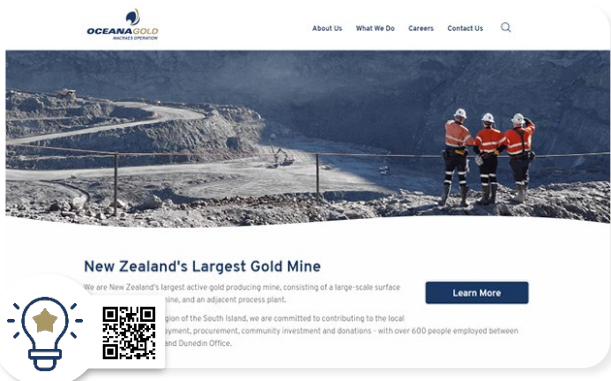 OCEANAGOLD
MACRAES OPERATION
About Us
What We Do
Careers
Contact Us
New Zealand's Largest Gold Mine
We are New Zealand's largest active gold producing mine, consisting of a large-scale surface
mine, and an adjacent process plant.
Learn More
of the South Island, we are committed to contributing to the local
procurement, community investment and donations - with over 600 people employed between
and Dunedin Office.